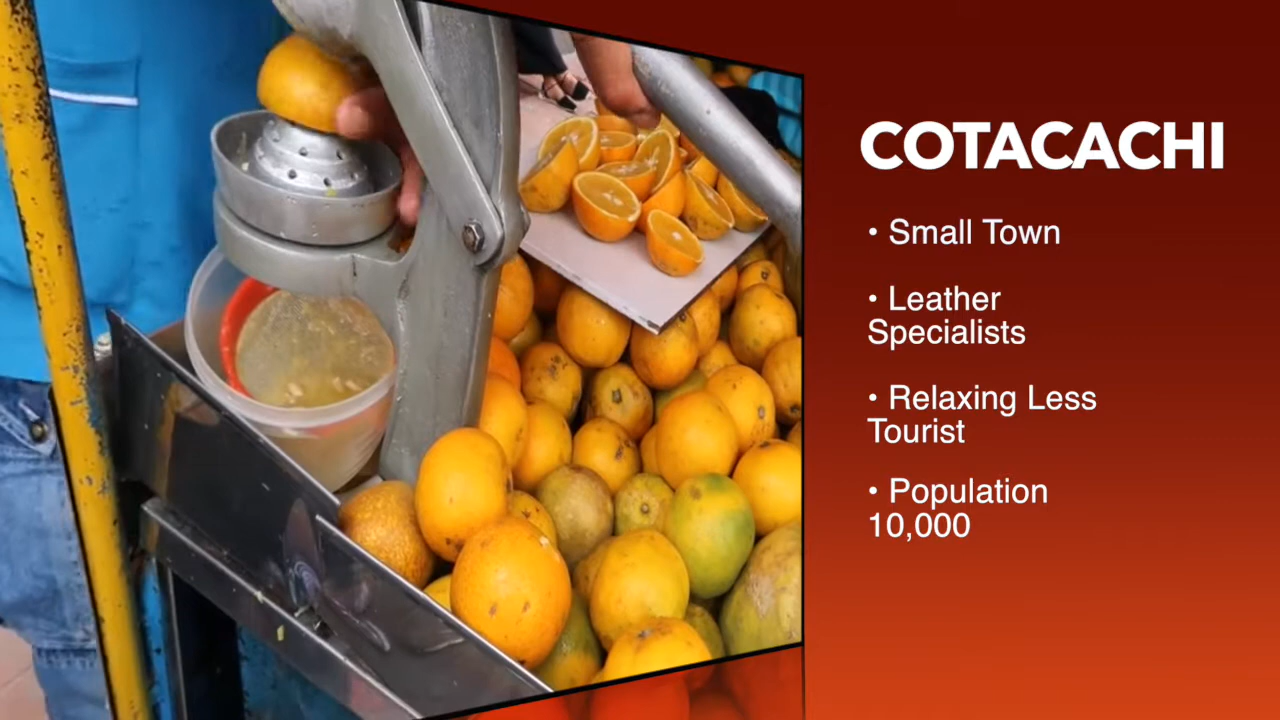 COTACACHI
• Small Town
• Leather
Specialists
• Relaxing Less
Tourist
• Population
10,000